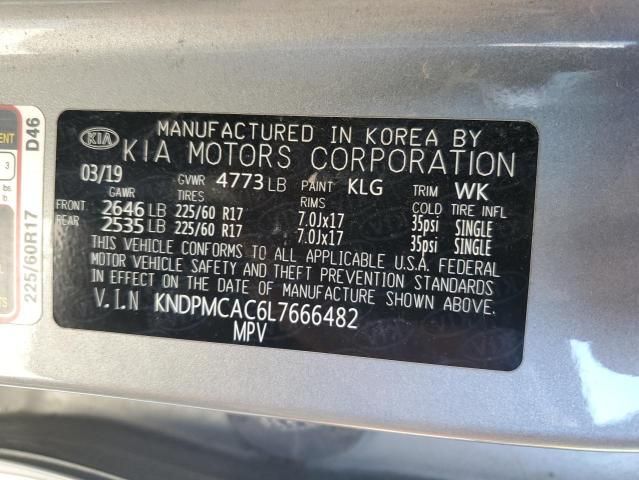 KIA
MANUFACTURED IN KOREA BY
KIA MOTORS CORPORATION
03/19 GVWR 4773 LB PAINT KLG TRIM WK
GAWR TIRES RIMS COLD TIRE INFL
FRONT 2646 LB 225/60 R17 7.0Jx17 35psi SINGLE
REAR 2535 LB 225/60 R17 7.0Jx17 35psi SINGLE
THIS VEHICLE CONFORMS TO ALL APPLICABLE U.S.A. FEDERAL
MOTOR VEHICLE SAFETY AND THEFT PREVENTION STANDARDS
IN EFFECT ON THE DATE OF MANUFACTURE SHOWN ABOVE.
V.I.N KNDPMCAC6L7666482
MPV
D46
225/60R17
3
lbs.